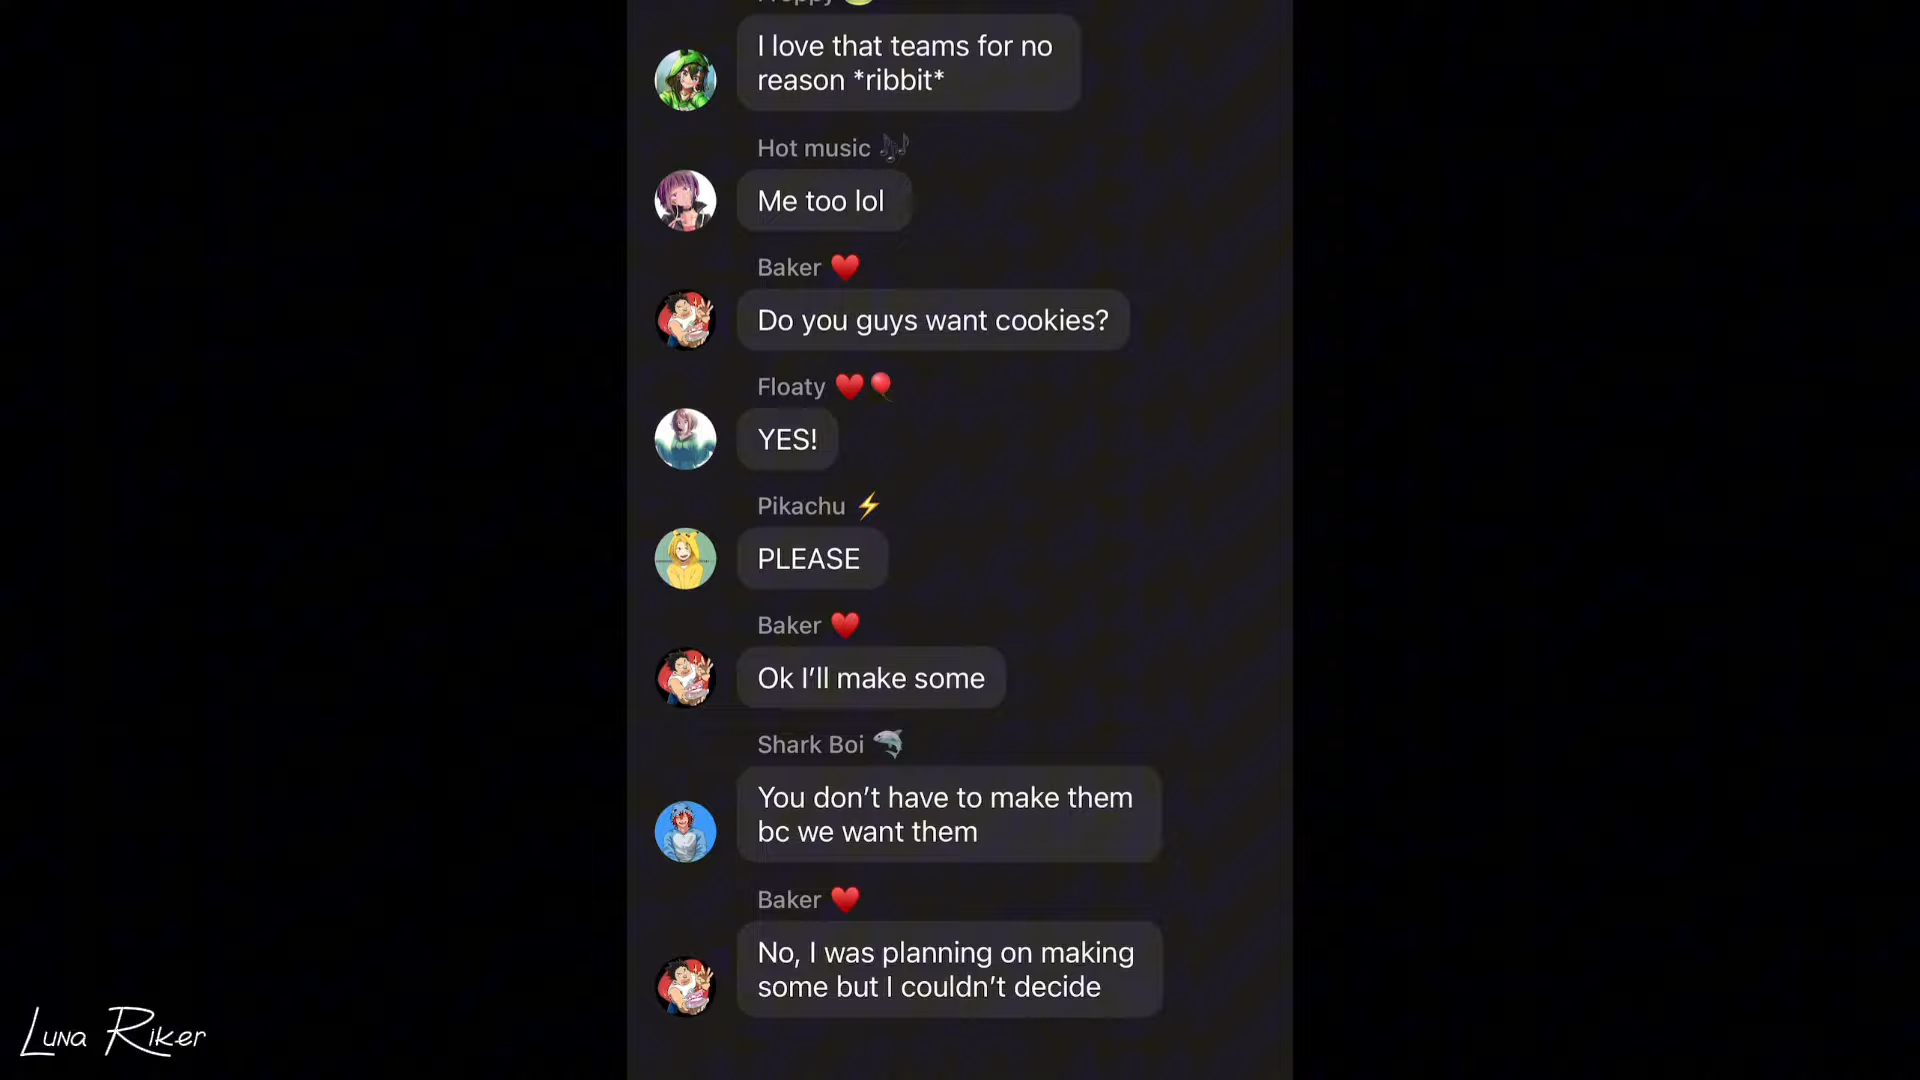 I love that teams for no
reason *ribbit*
Hot music 🎶
Me too lol
Baker ♥️
Do you guys want cookies?
Floaty ♥️🎈
YES!
Pikachu ⚡
PLEASE
Baker ♥️
Ok I’ll make some
Shark Boi 🦈
You don’t have to make them
bc we want them
Baker ♥️
No, I was planning on making
some but I couldn’t decide
Luna Riker